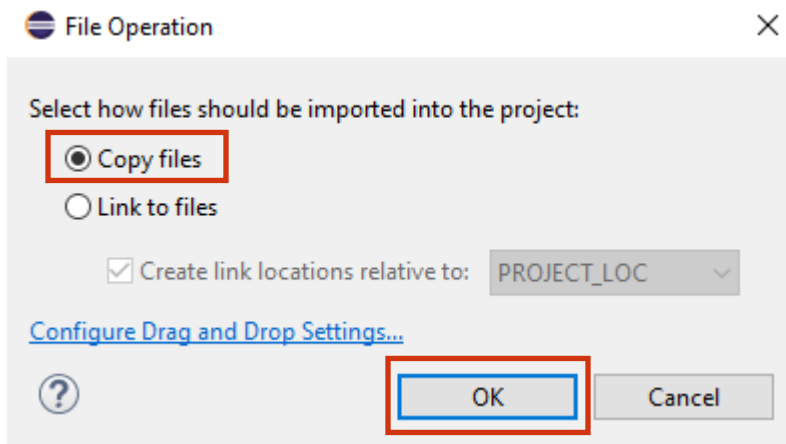 File Operation
Select how files should be imported into the project:
Copy files
Link to files
Create link locations relative to: PROJECT_LOC
Configure Drag and Drop Settings...
? OK Cancel